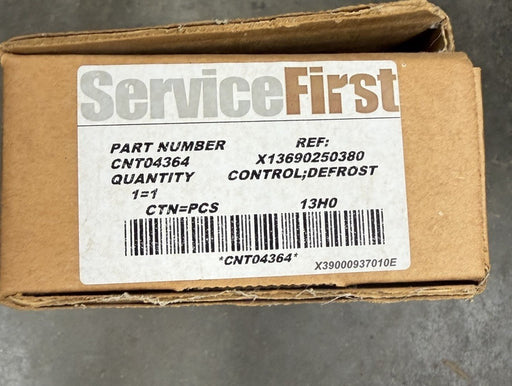 ServiceFirst
PART NUMBER REF:
CNT04364 X13690250380
QUANTITY CONTROL;DEFROST
1=1
CTN=PCS 13H0
*CNT04364*
X39000937010E